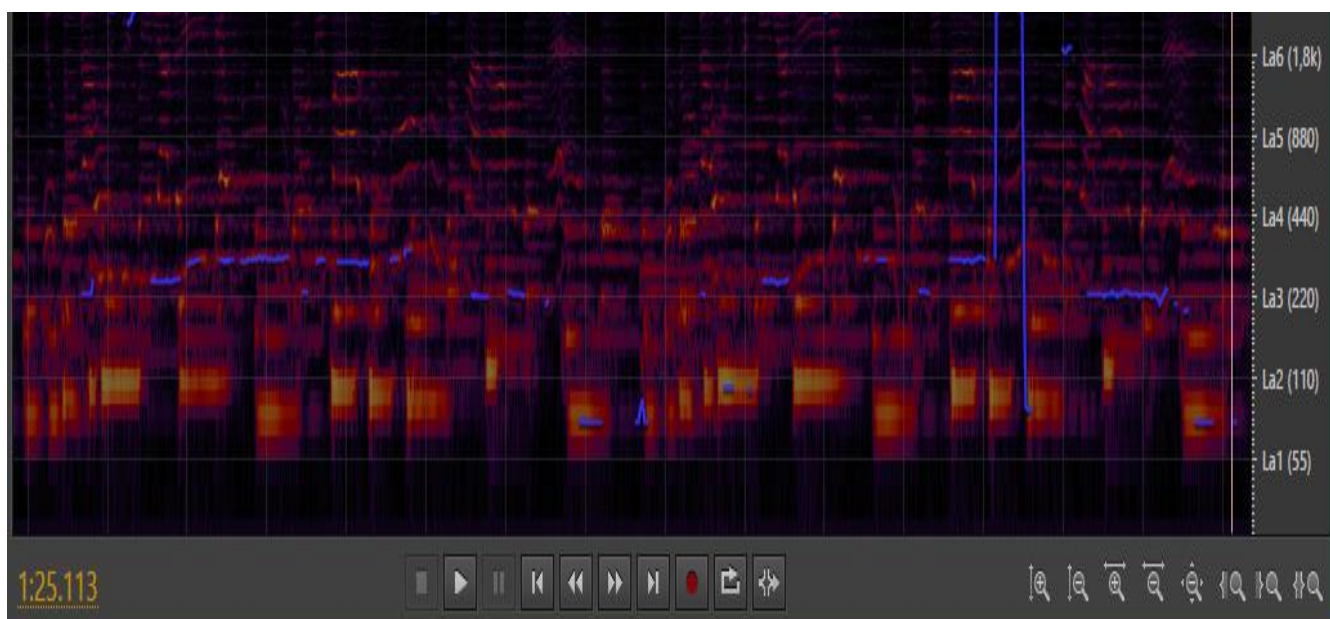 La6 (1,8k)
La5 (880)
La4 (440)
La3 (220)
La2 (110)
La1 (55)
1:25.113